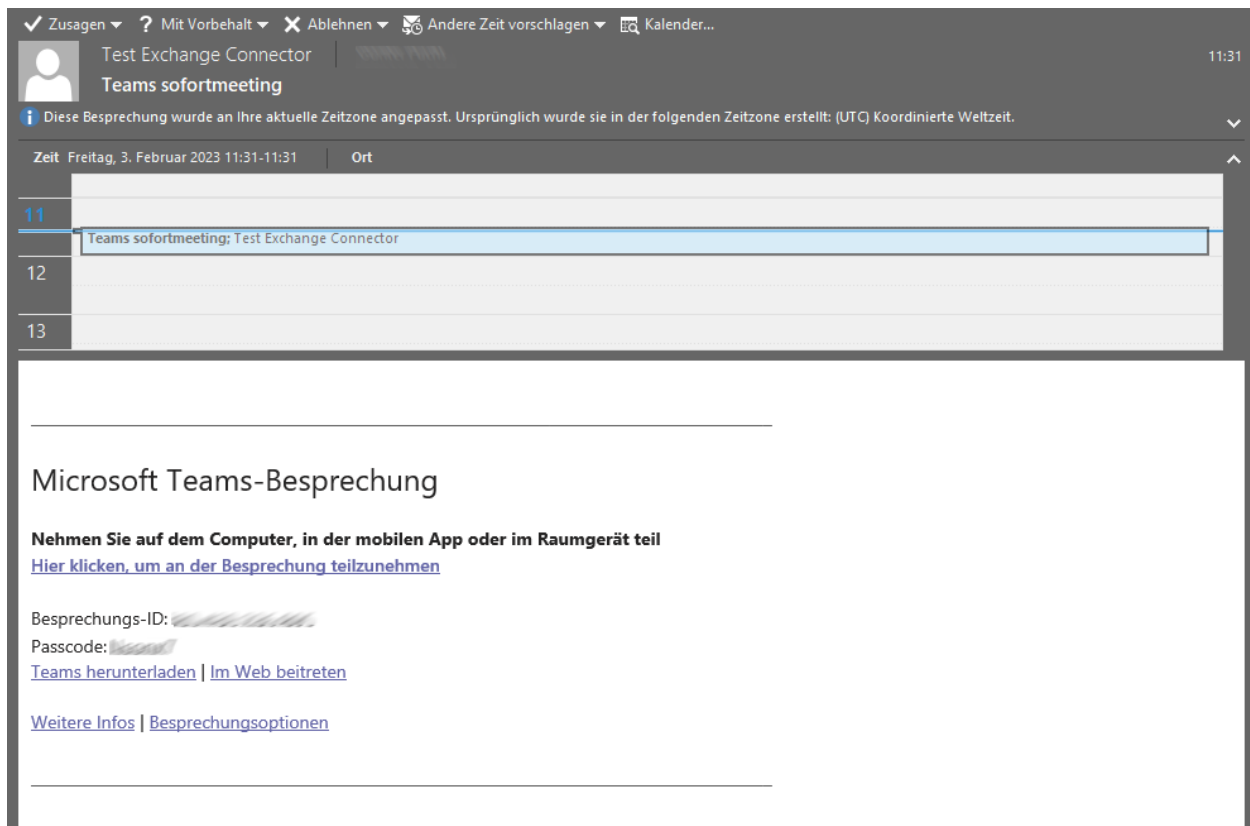 Zusagen ? Mit Vorbehalt Ablehnen Andere Zeit vorschlagen Kalender...
Test Exchange Connector 11:31
Teams sofortmeeting
Diese Besprechung wurde an Ihre aktuelle Zeitzone angepasst. Ursprünglich wurde sie in der folgenden Zeitzone erstellt: (UTC) Koordinierte Weltzeit.
Zeit Freitag, 3. Februar 2023 11:31-11:31 Ort
11
Teams sofortmeeting; Test Exchange Connector
12
13
Microsoft Teams-Besprechung
Nehmen Sie auf dem Computer, in der mobilen App oder im Raumgerät teil
Hier klicken, um an der Besprechung teilzunehmen
Besprechungs-ID:
Passcode:
Teams herunterladen | Im Web beitreten
Weitere Infos | Besprechungsoptionen